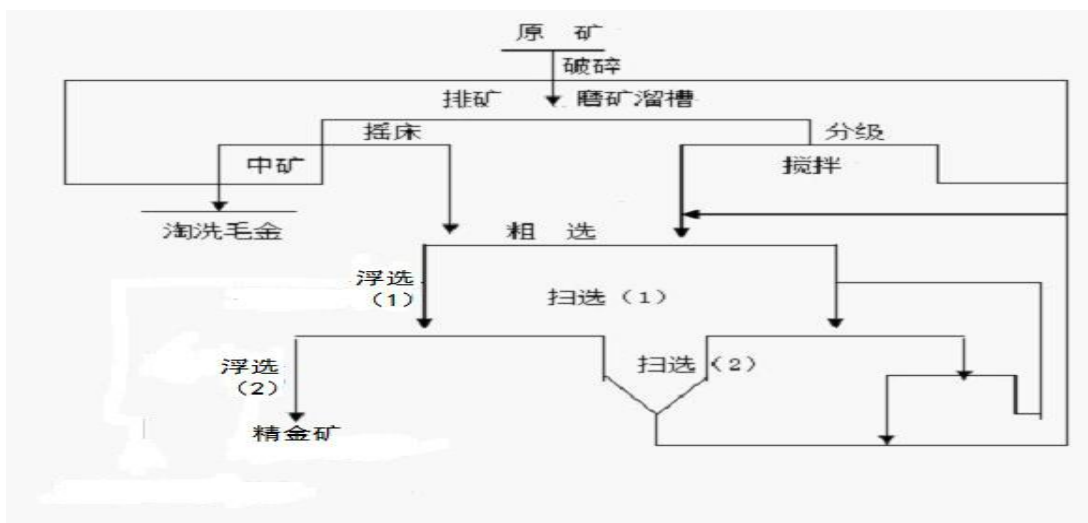 原 矿
破碎
排矿 磨矿溜槽
摇床 分级
中矿 搅拌
淘洗毛金 粗 选
浮选
（1） 扫选（1）
浮选
（2） 扫选（2）
精金矿